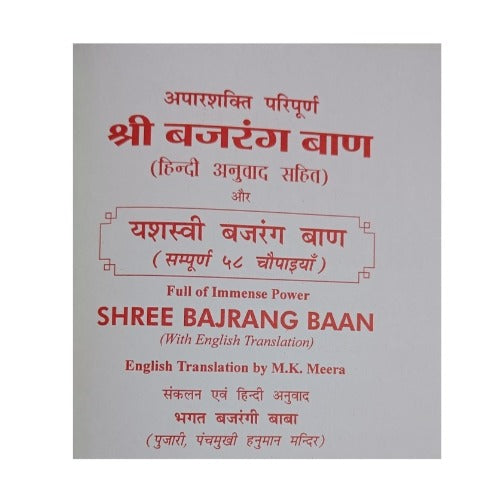 अपारशक्ति परिपूर्ण
श्री बजरंग बाण
(हिन्दी अनुवाद सहित)
और
यशस्वी बजरंग बाण
(सम्पूर्ण ५८ चौपाइयाँ)
Full of Immense Power
SHREE BAJRANG BAAN
(With English Translation)
English Translation by M.K. Meera
संकलन एवं हिन्दी अनुवाद
भगत बजरंगी बाबा
(पुजारी, पंचमुखी हनुमान मन्दिर)